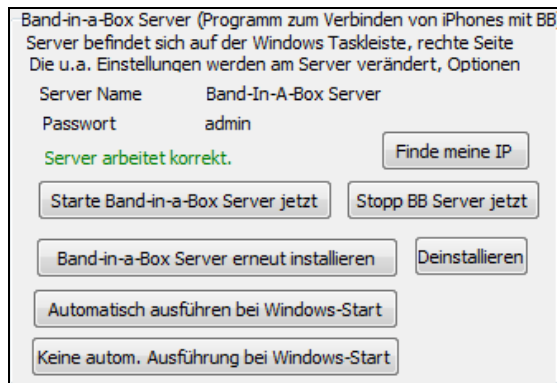 Band-in-a-Box Server (Programm zum Verbinden von iPhones mit BB
Server befindet sich auf der Windows Taskleiste, rechte Seite
Die u.a. Einstellungen werden am Server verändert, Optionen
Server Name Band-In-A-Box Server
Passwort admin
Server arbeitet korrekt. Finde meine IP
Starte Band-in-a-Box Server jetzt Stopp BB Server jetzt
Band-in-a-Box Server erneut installieren Deinstallieren
Automatisch ausführen bei Windows-Start
Keine autom. Ausführung bei Windows-Start